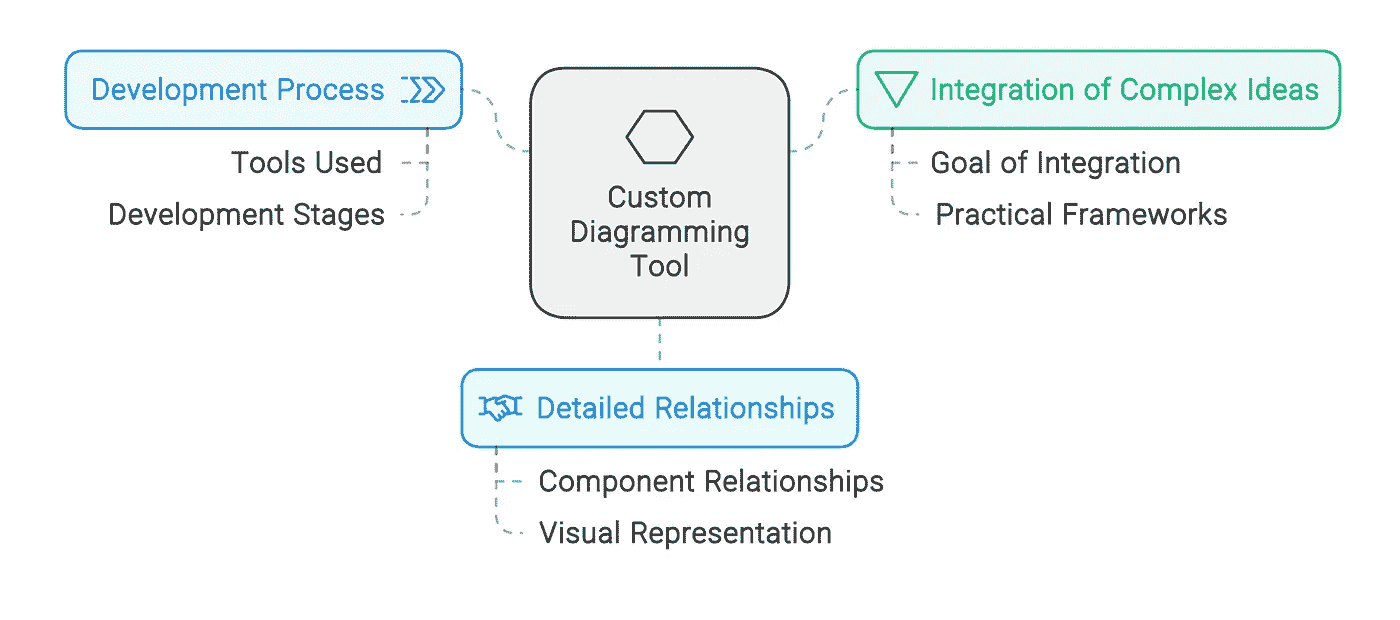 Development Process
Tools Used
Development Stages
Custom
Diagramming
Tool
Integration of Complex Ideas
Goal of Integration
Practical Frameworks
Detailed Relationships
Component Relationships
Visual Representation